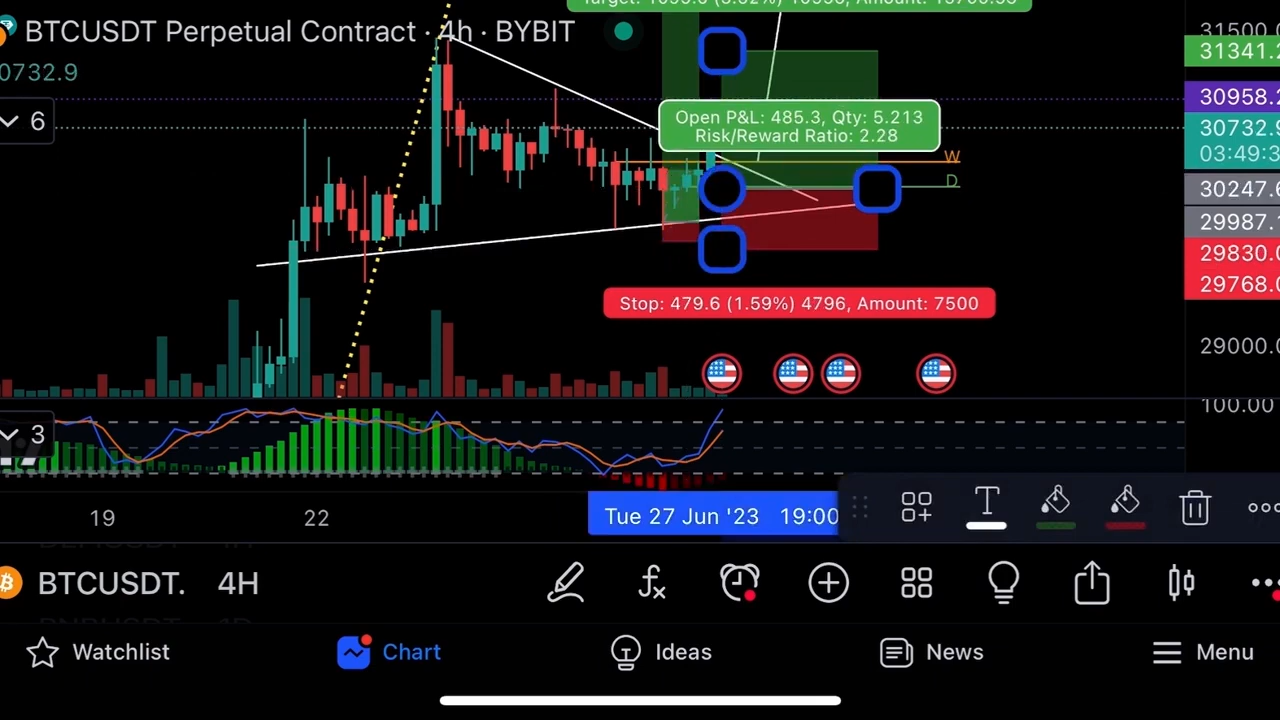 BTCUSDT Perpetual Contract · 4h · BYBIT
0732.9
6
31500.
31341.2
30958.2
Open P&L: 485.3, Qty: 5.213
Risk/Reward Ratio: 2.28
30732.
03:49:3
W
D
30247.6
29987.
29830.0
29768.0
Stop: 479.6 (1.59%) 4796, Amount: 7500
29000.
100.00
3
19
22
Tue 27 Jun '23 19:00
T
BTCUSDT. 4H
Watchlist
Chart
Ideas
News
Menu